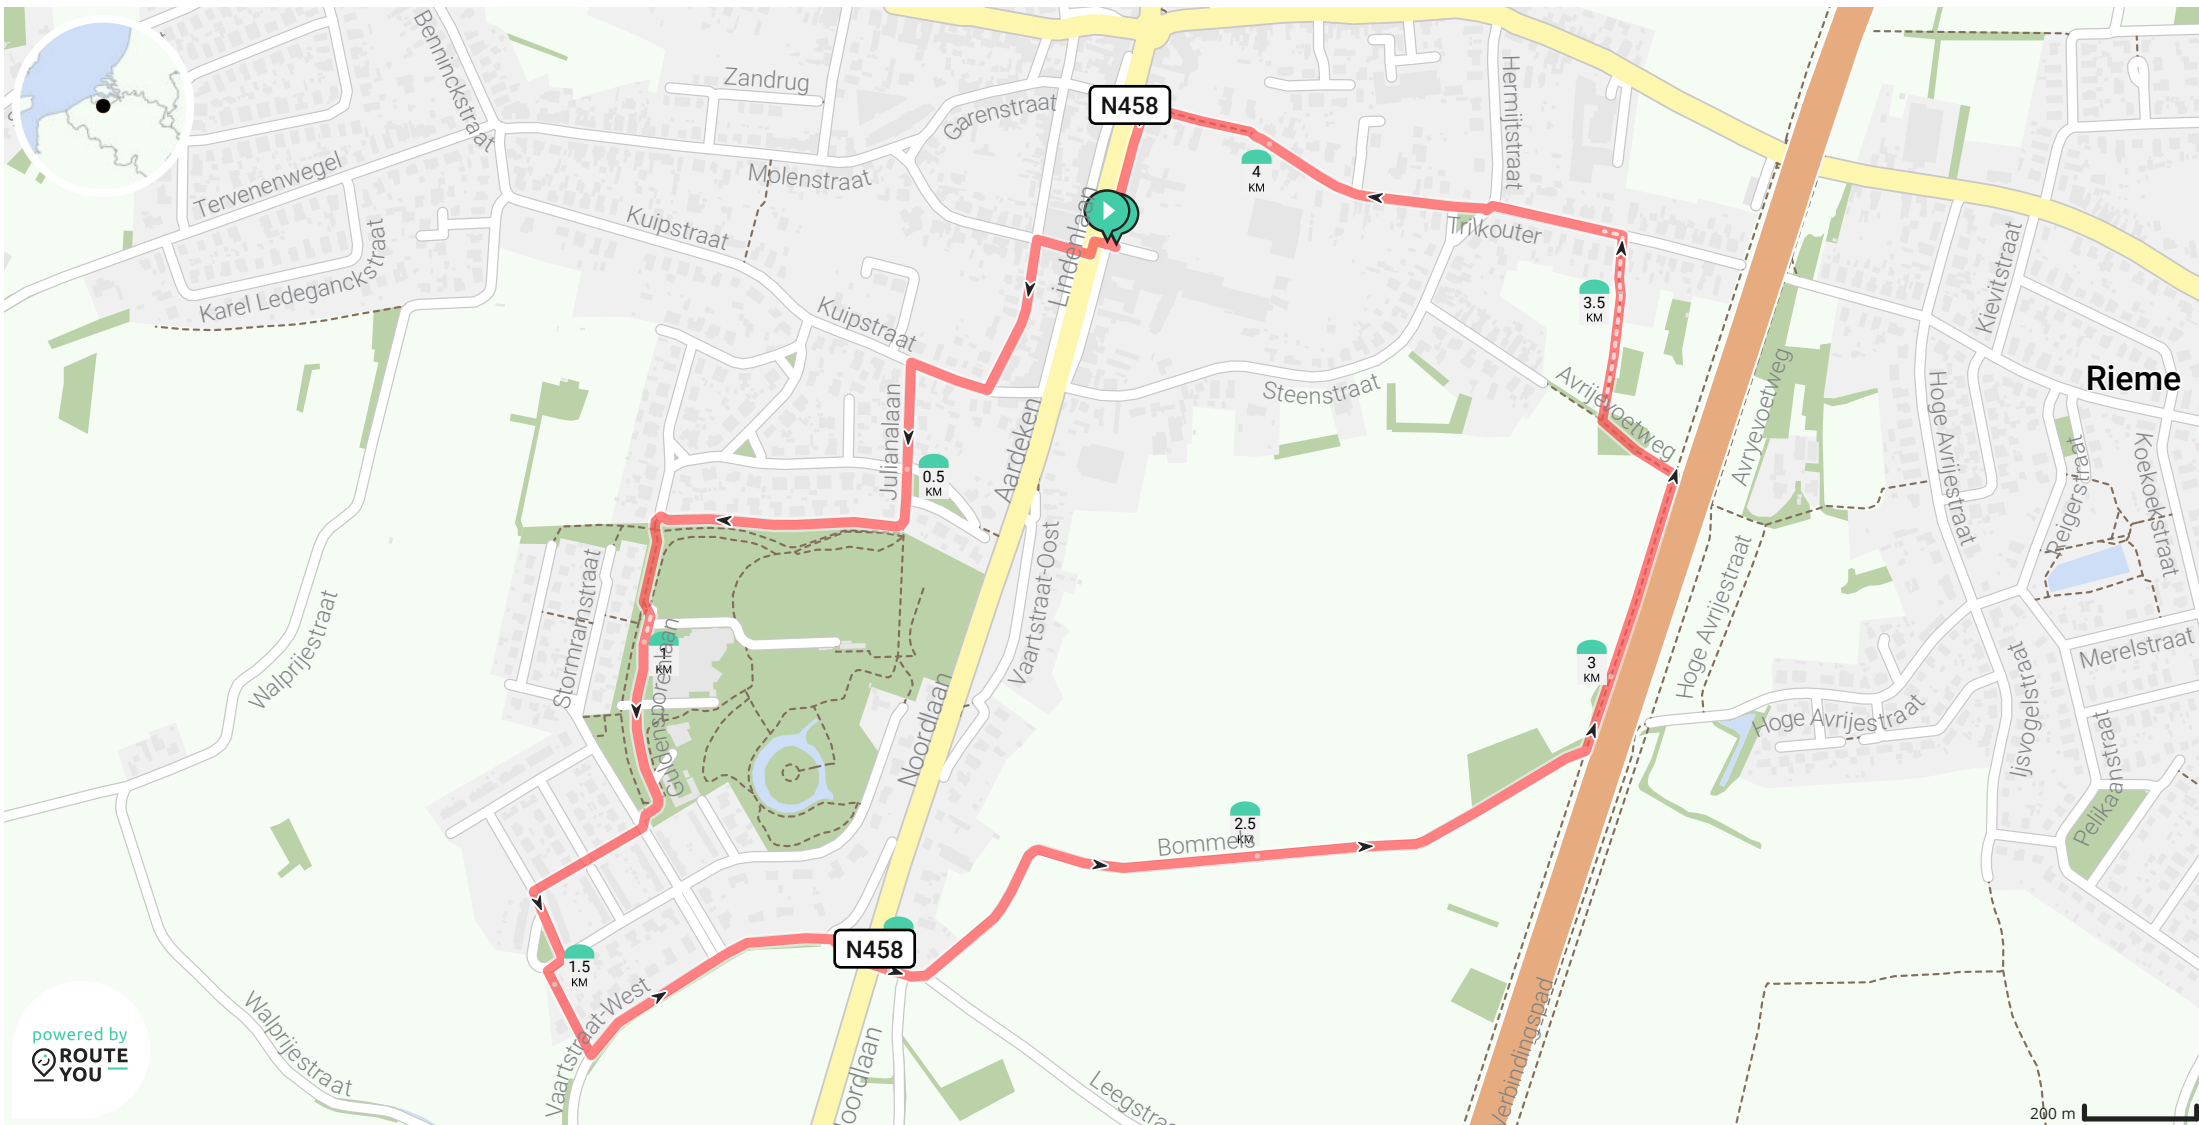 Benninckstraat
Zandrug
Garenstraat
N458
Hermijtstraat
Tervenenwegel
Molenstraat
4
KM
Kuipstraat
Lindenlaan
Trilkouter
Karel Ledeganckstraat
Kievitstraat
3.5
KM
Kuipstraat
Rieme
Steenstraat
Avrijevoetweg
Avryevoetweg
Hoge Avrijestraat
Julianalaan
Aardeken
0.5
KM
Reigerstraat
Koekoekstraat
Stormramstraat
Vaartstraat-Oost
Hoge Avrijestraat
Walprijestraat
1
KM
Guldensporenlaan
3
KM
Merelstraat
Noordlaan
Hoge Avrijestraat
Ijsvogelstraat
Pelikaanstraat
2.5
KM
Bommels
N458
1.5
KM
Vaartstraat-West
Walprijestraat
oordlaan
Leegstraa
Verbindingspad
powered by
ROUTE
YOU
200 m